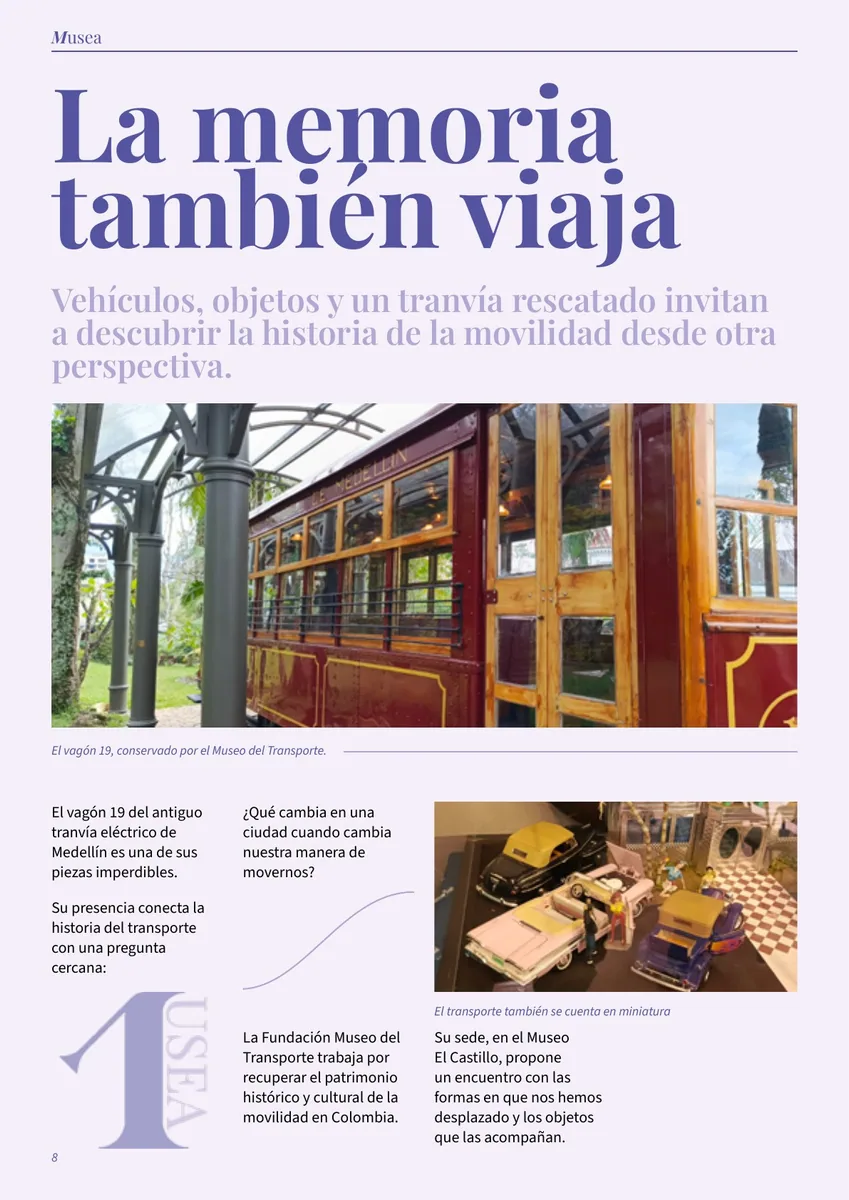 Musea
La memoria
también viaja
Vehículos, objetos y un tranvía rescatado invitan
a descubrir la historia de la movilidad desde otra
perspectiva.
DE MEDELLIN
El vagón 19, conservado por el Museo del Transporte.
El vagón 19 del antiguo
tranvía eléctrico de
Medellín es una de sus
piezas imperdibles.
Su presencia conecta la
historia del transporte
con una pregunta
cercana:
¿Qué cambia en una
ciudad cuando cambia
nuestra manera de
movernos?
El transporte también se cuenta en miniatura
1
USEA
La Fundación Museo del
Transporte trabaja por
recuperar el patrimonio
histórico y cultural de la
movilidad en Colombia.
Su sede, en el Museo
El Castillo, propone
un encuentro con las
formas en que nos hemos
desplazado y los objetos
que las acompañan.
8